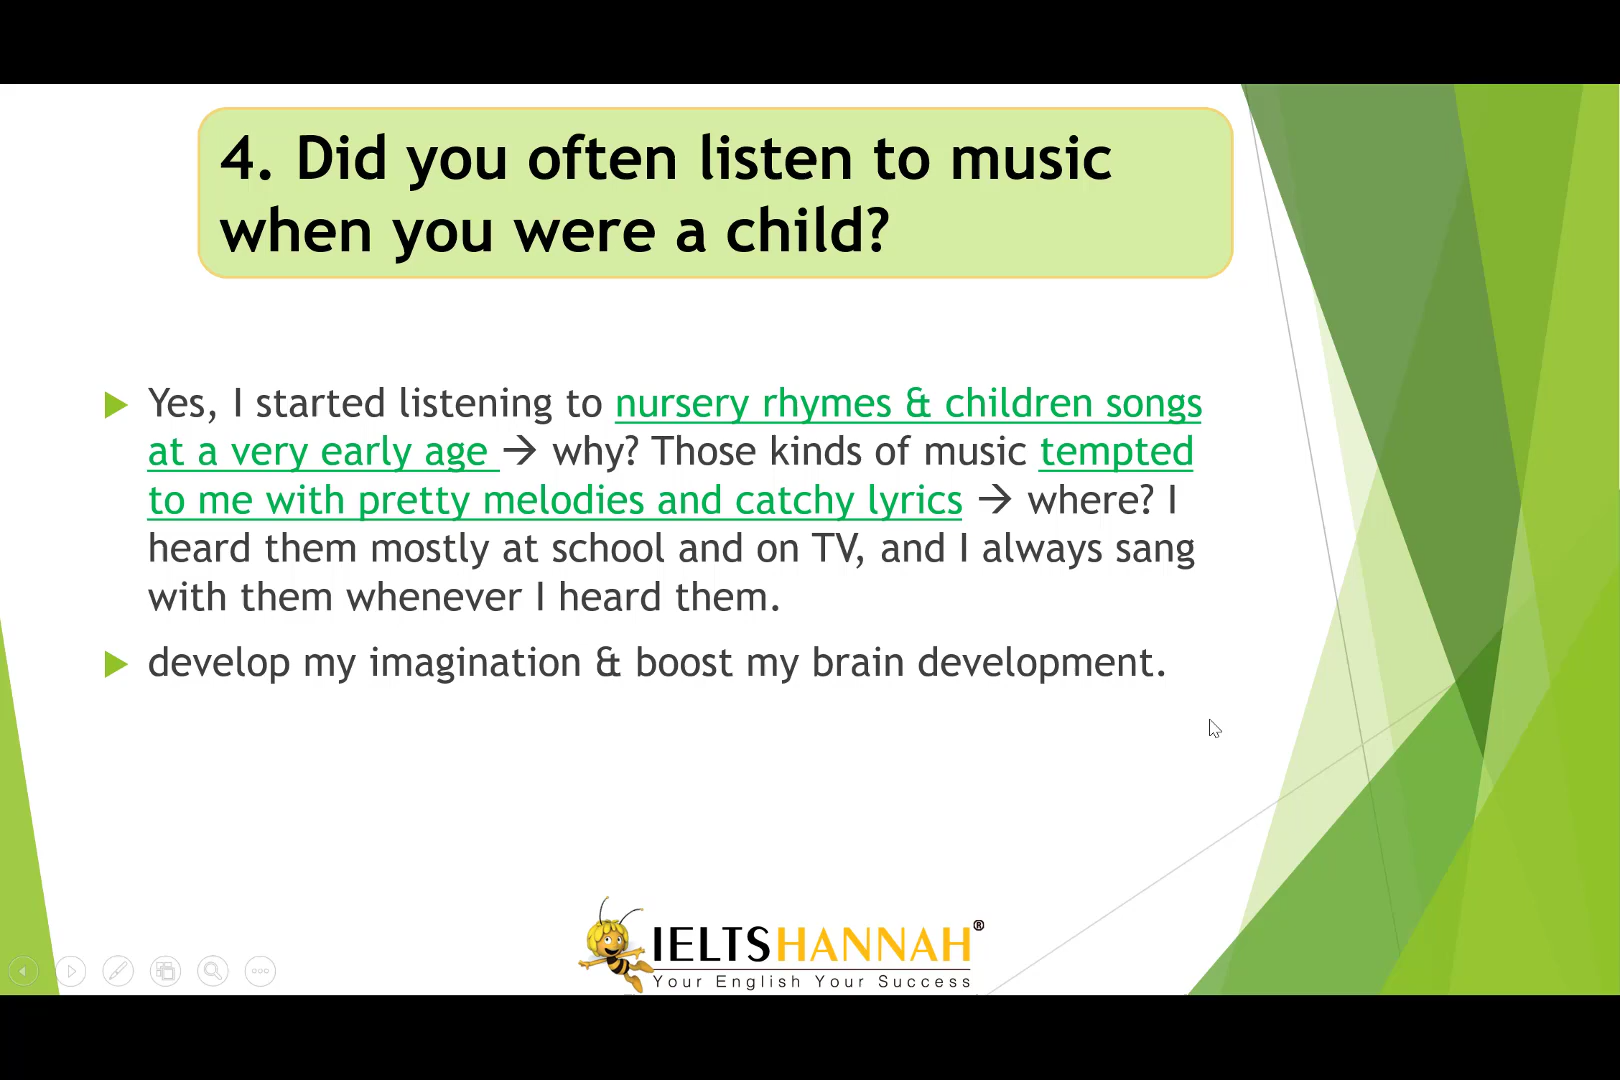 4. Did you often listen to music
when you were a child?
Yes, I started listening to nursery rhymes & children songs
at a very early age → why? Those kinds of music tempted
to me with pretty melodies and catchy lyrics → where? I
heard them mostly at school and on TV, and I always sang
with them whenever I heard them.
develop my imagination & boost my brain development.
IELTSHANNAH®
Your English Your Success